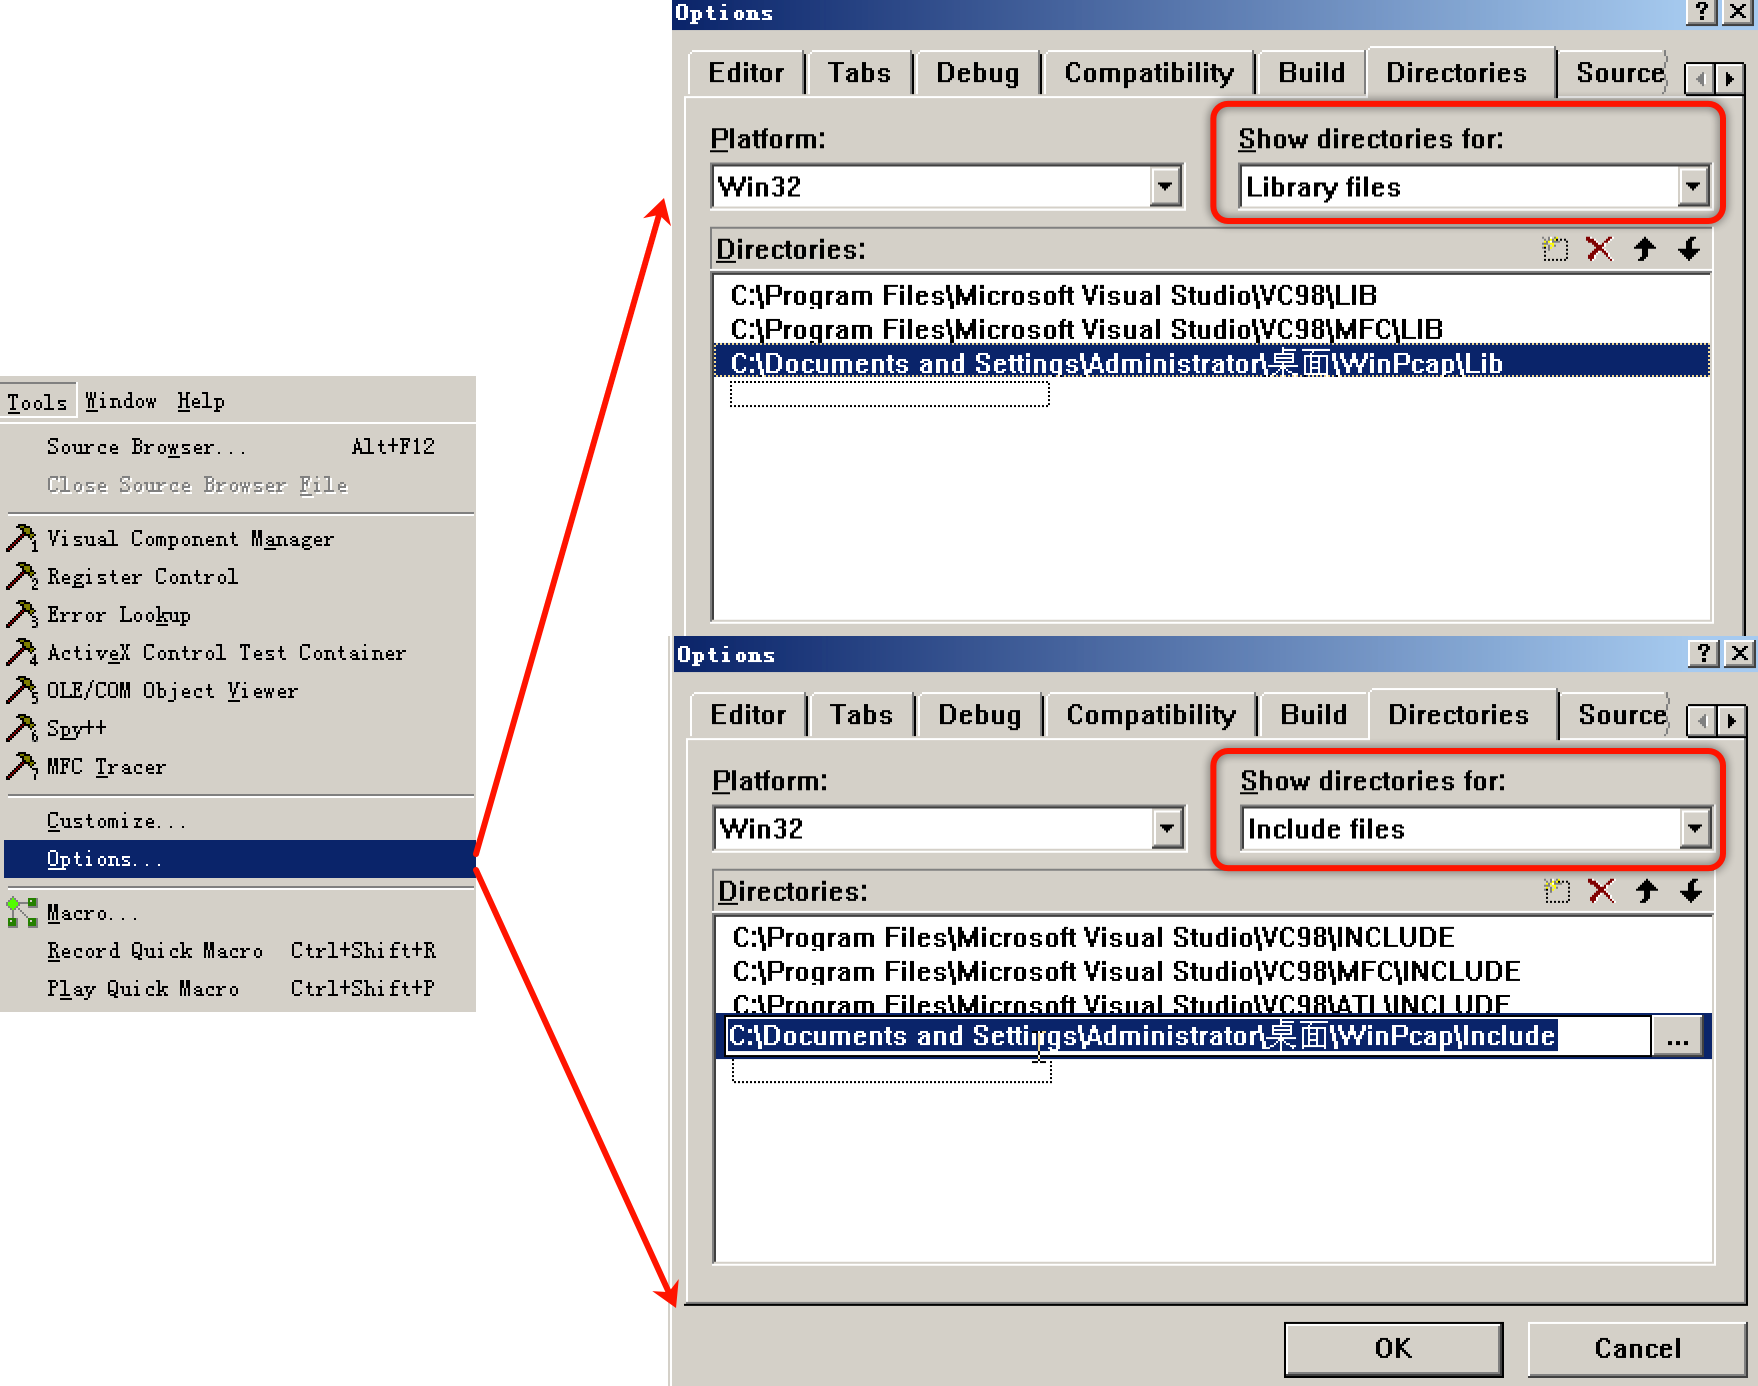 Tools Window Help
Source Browser... Alt+F12
Close Source Browser File
Visual Component Manager
Register Control
Error Lookup
ActiveX Control Test Container
OLE/COM Object Viewer
Spy++
MFC Tracer
Customize...
Options...
Macro...
Record Quick Macro Ctrl+Shift+R
Play Quick Macro Ctrl+Shift+P
Options
Editor Tabs Debug Compatibility Build Directories Source
Platform: Show directories for:
Win32 Library files
Directories:
C:\Program Files\Microsoft Visual Studio\VC98\LIB
C:\Program Files\Microsoft Visual Studio\VC98\MFC\LIB
C:\Documents and Settings\Administrator\桌面\WinPcap\Lib
Options
Editor Tabs Debug Compatibility Build Directories Source
Platform: Show directories for:
Win32 Include files
Directories:
C:\Program Files\Microsoft Visual Studio\VC98\INCLUDE
C:\Program Files\Microsoft Visual Studio\VC98\MFC\INCLUDE
C:\Program Files\Microsoft Visual Studio\VC98\ATL\INCLUDE
C:\Documents and Settings\Administrator\桌面\WinPcap\Include ...
OK Cancel